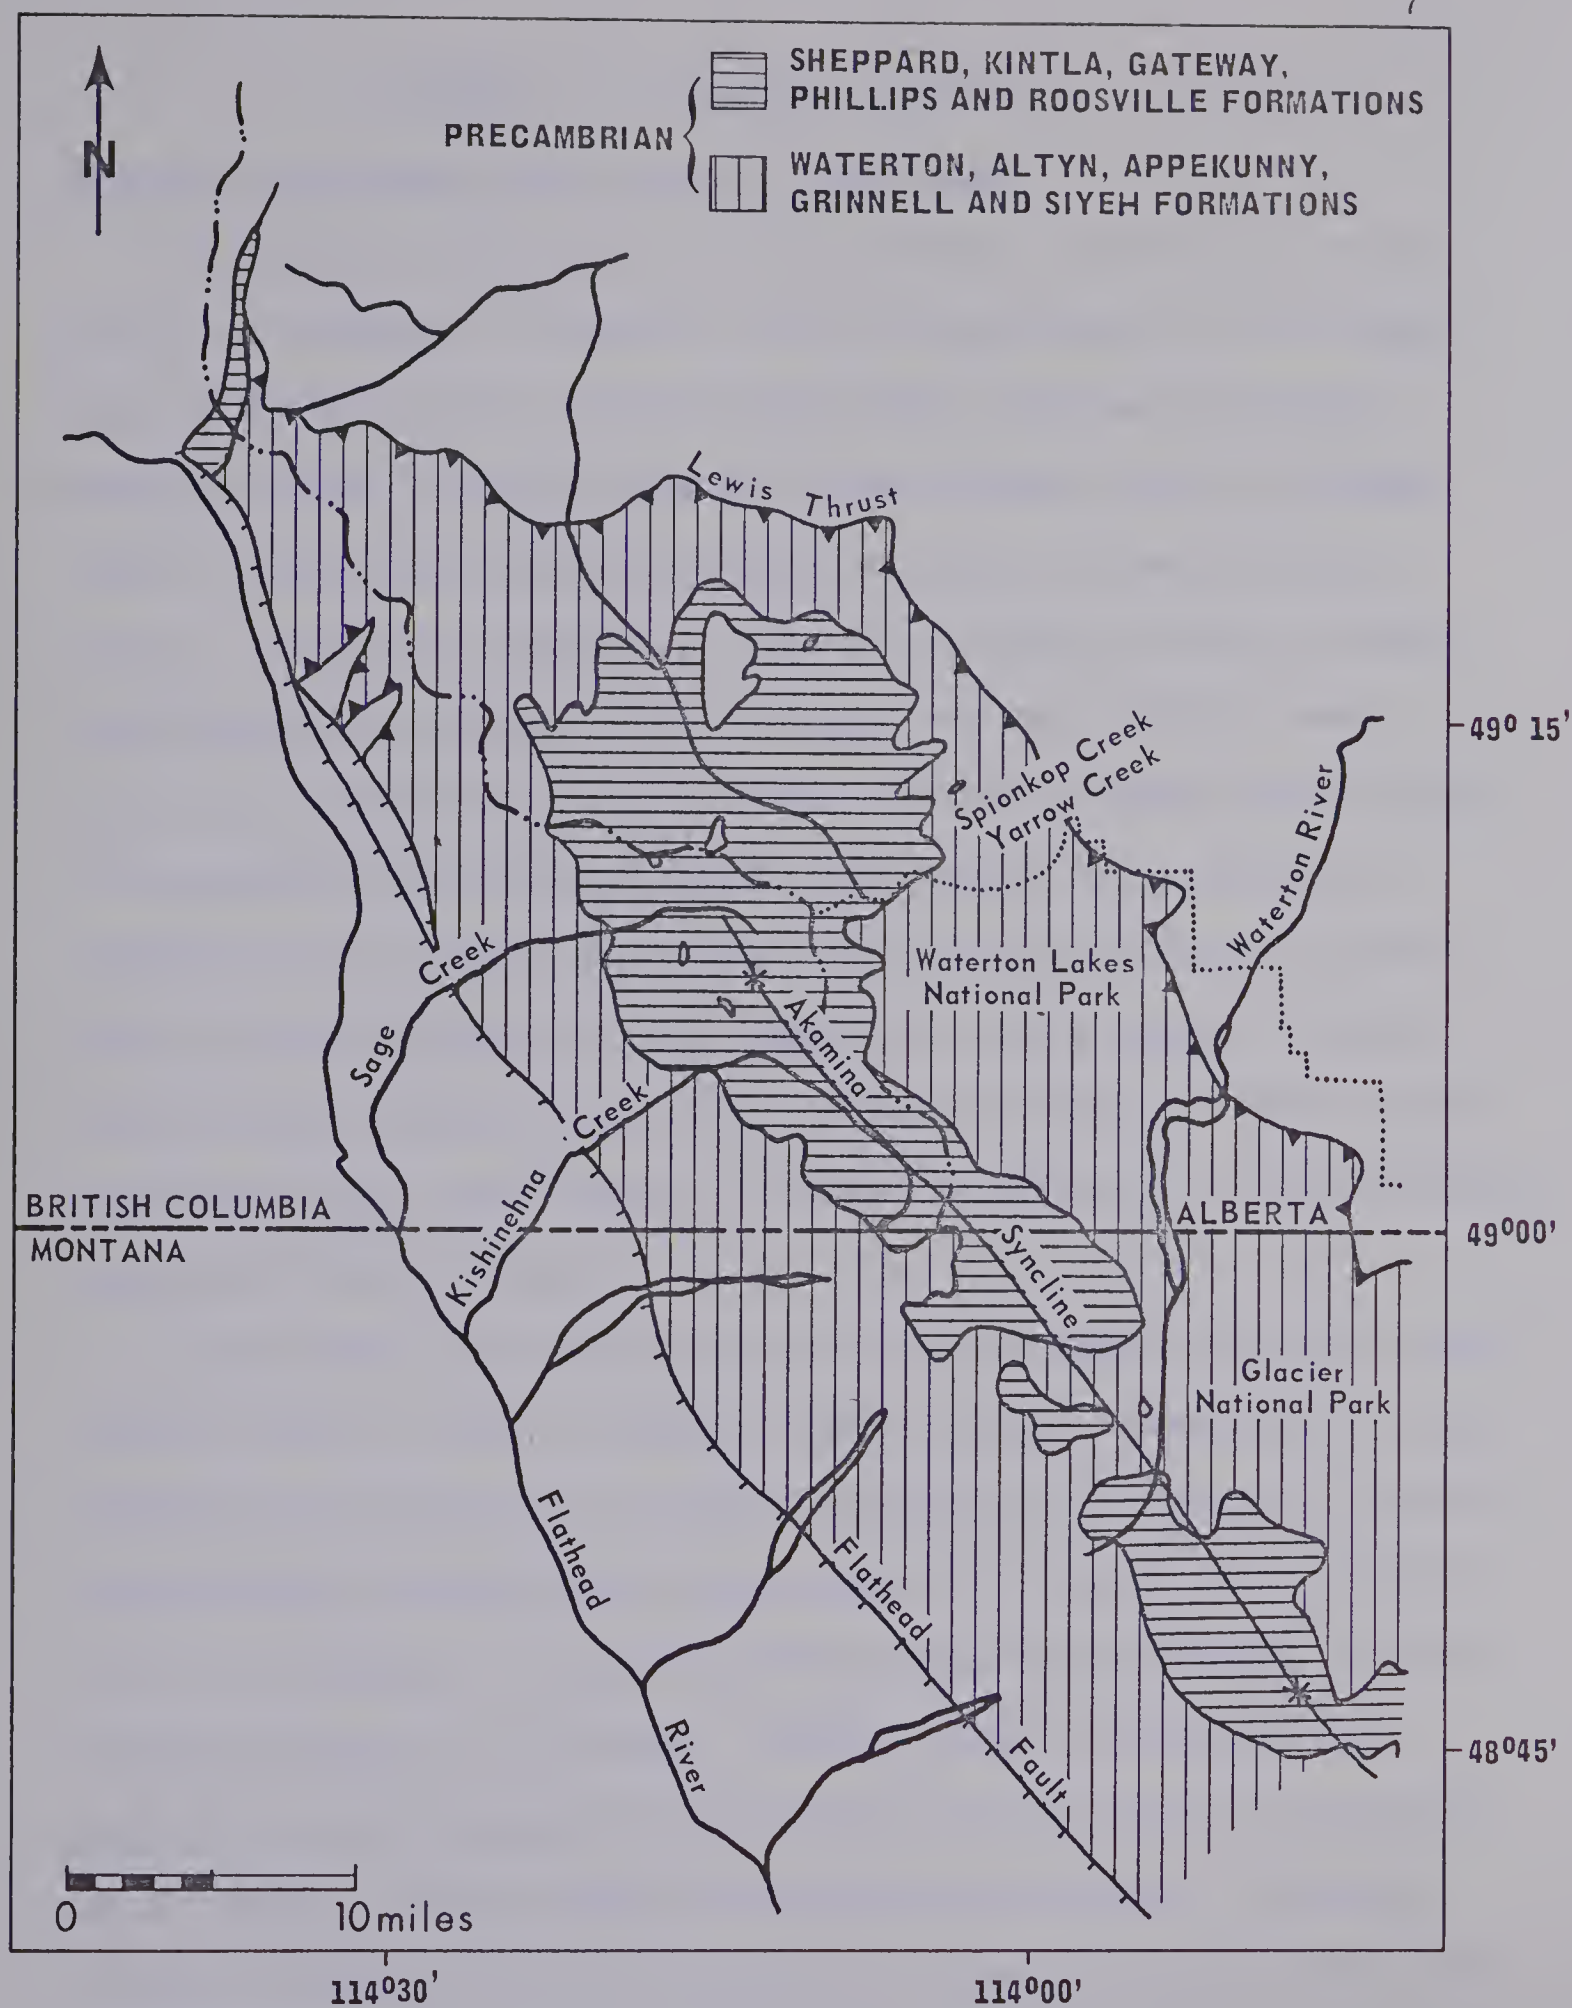 SHEPPARD, KINTLA, GATEWAY,
PHILLIPS AND ROOSVILLE FORMATIONS
PRECAMBRIAN
WATERTON, ALTYN, APPEKUNNY,
GRINNELL AND SIYEH FORMATIONS
N
Lewis Thrust
49° 15'
Spionkop Creek
Yarrow Creek
Waterton River
Waterton Lakes
National Park
Sage Creek
Akamina Syncline
Kishinehna Creek
BRITISH COLUMBIA
MONTANA
ALBERTA
49°00'
Glacier
National Park
Flathead River
Flathead Fault
48°45'
0 10 miles
114°30'
114°00'